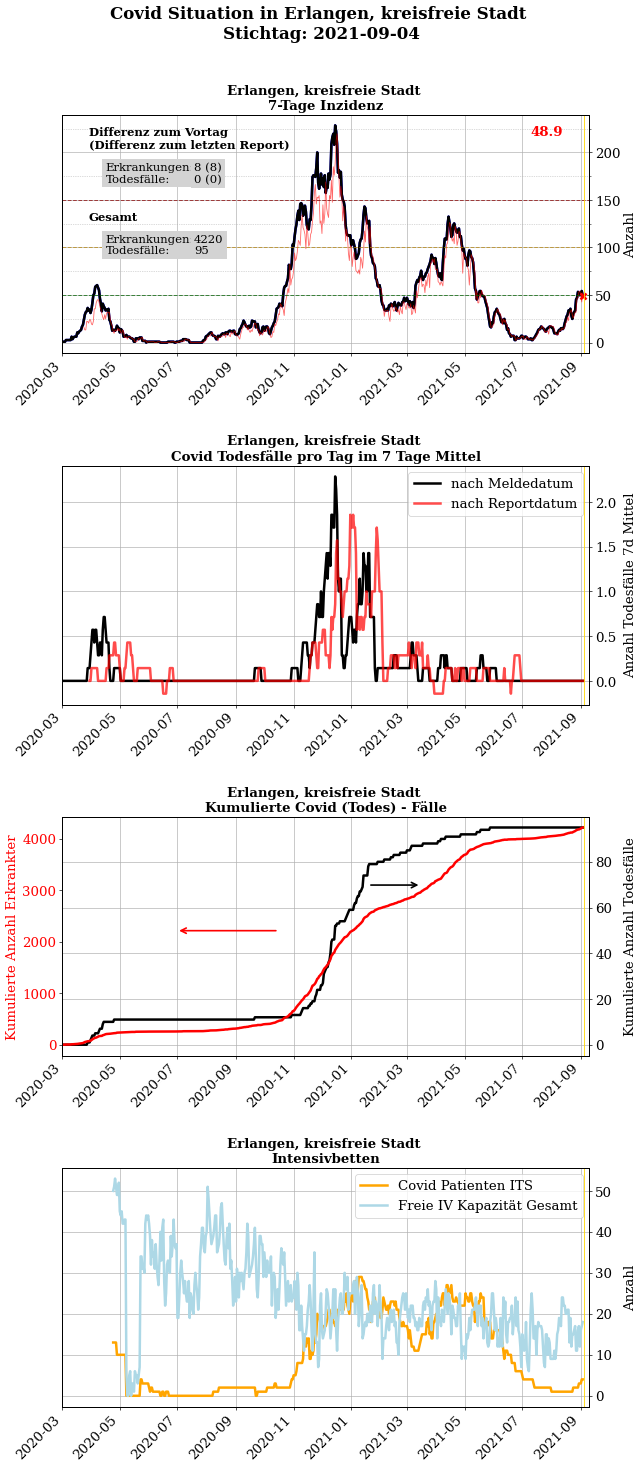 Covid Situation in Erlangen, kreisfreie Stadt
Stichtag: 2021-09-04
Erlangen, kreisfreie Stadt
7-Tage Inzidenz
Differenz zum Vortag
(Differenz zum letzten Report)
Erkrankungen 8 (8)
Todesfälle: 0 (0)
Gesamt
Erkrankungen 4220
Todesfälle: 95
48.9
200
150
100
50
0
Anzahl
2020-03
2020-05
2020-07
2020-09
2020-11
2021-01
2021-03
2021-05
2021-07
2021-09
Erlangen, kreisfreie Stadt
Covid Todesfälle pro Tag im 7 Tage Mittel
nach Meldedatum
nach Reportdatum
2.0
1.5
1.0
0.5
0.0
Anzahl Todesfälle 7d Mittel
2020-03
2020-05
2020-07
2020-09
2020-11
2021-01
2021-03
2021-05
2021-07
2021-09
Erlangen, kreisfreie Stadt
Kumulierte Covid (Todes) - Fälle
Kumulierte Anzahl Erkrankter
4000
3000
2000
1000
0
80
60
40
20
0
Kumulierte Anzahl Todesfälle
2020-03
2020-05
2020-07
2020-09
2020-11
2021-01
2021-03
2021-05
2021-07
2021-09
Erlangen, kreisfreie Stadt
Intensivbetten
Covid Patienten ITS
Freie IV Kapazität Gesamt
50
40
30
20
10
0
Anzahl
2020-03
2020-05
2020-07
2020-09
2020-11
2021-01
2021-03
2021-05
2021-07
2021-09